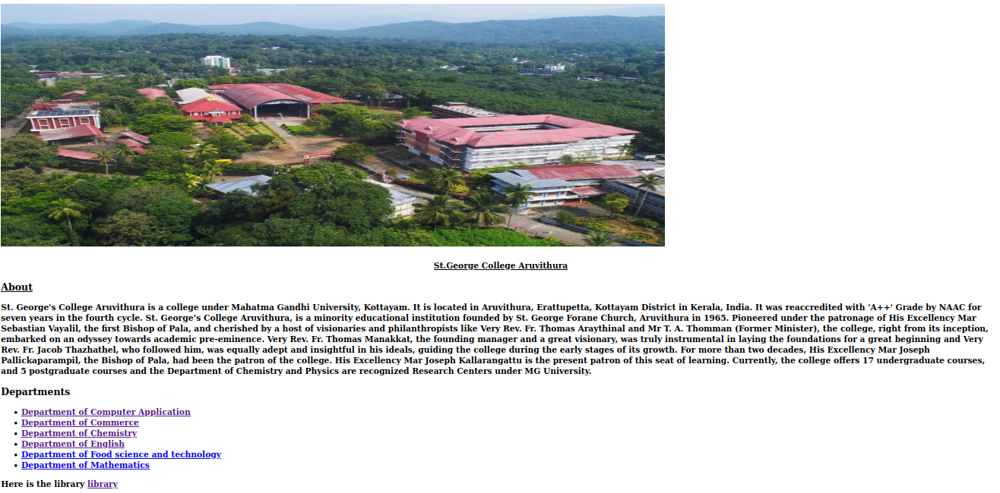 St.George College Aruvithura
About
St. George's College Aruvithura is a college under Mahatma Gandhi University, Kottayam. It is located in Aruvithura, Erattupetta, Kottayam District in Kerala, India. It was reaccredited with 'A++' Grade by NAAC for
seven years in the fourth cycle. St. George’s College Aruvithura, is a minority educational institution founded by St. George Forane Church, Aruvithura in 1965. Pioneered under the patronage of His Excellency Mar
Sebastian Vayalil, the first Bishop of Pala, and cherished by a host of visionaries and philanthropists like Very Rev. Fr. Thomas Araythinal and Mr T. A. Thomman (Former Minister), the college, right from its inception,
embarked on an odyssey towards academic pre-eminence. Very Rev. Fr. Thomas Manakkat, the founding manager and a great visionary, was truly instrumental in laying the foundations for a great beginning and Very
Rev. Fr. Jacob Thazhathel, who followed him, was equally adept and insightful in his ideals, guiding the college during the early stages of its growth. For more than two decades, His Excellency Mar Joseph
Pallickaparampil, the Bishop of Pala, had been the patron of the college. His Excellency Mar Joseph Kallarangattu is the present patron of this seat of learning. Currently, the college offers 17 undergraduate courses,
and 5 postgraduate courses and the Department of Chemistry and Physics are recognized Research Centers under MG University.
Departments
• Department of Computer Application
• Department of Commerce
• Department of Chemistry
• Department of English
• Department of Food science and technology
• Department of Mathematics
Here is the library library